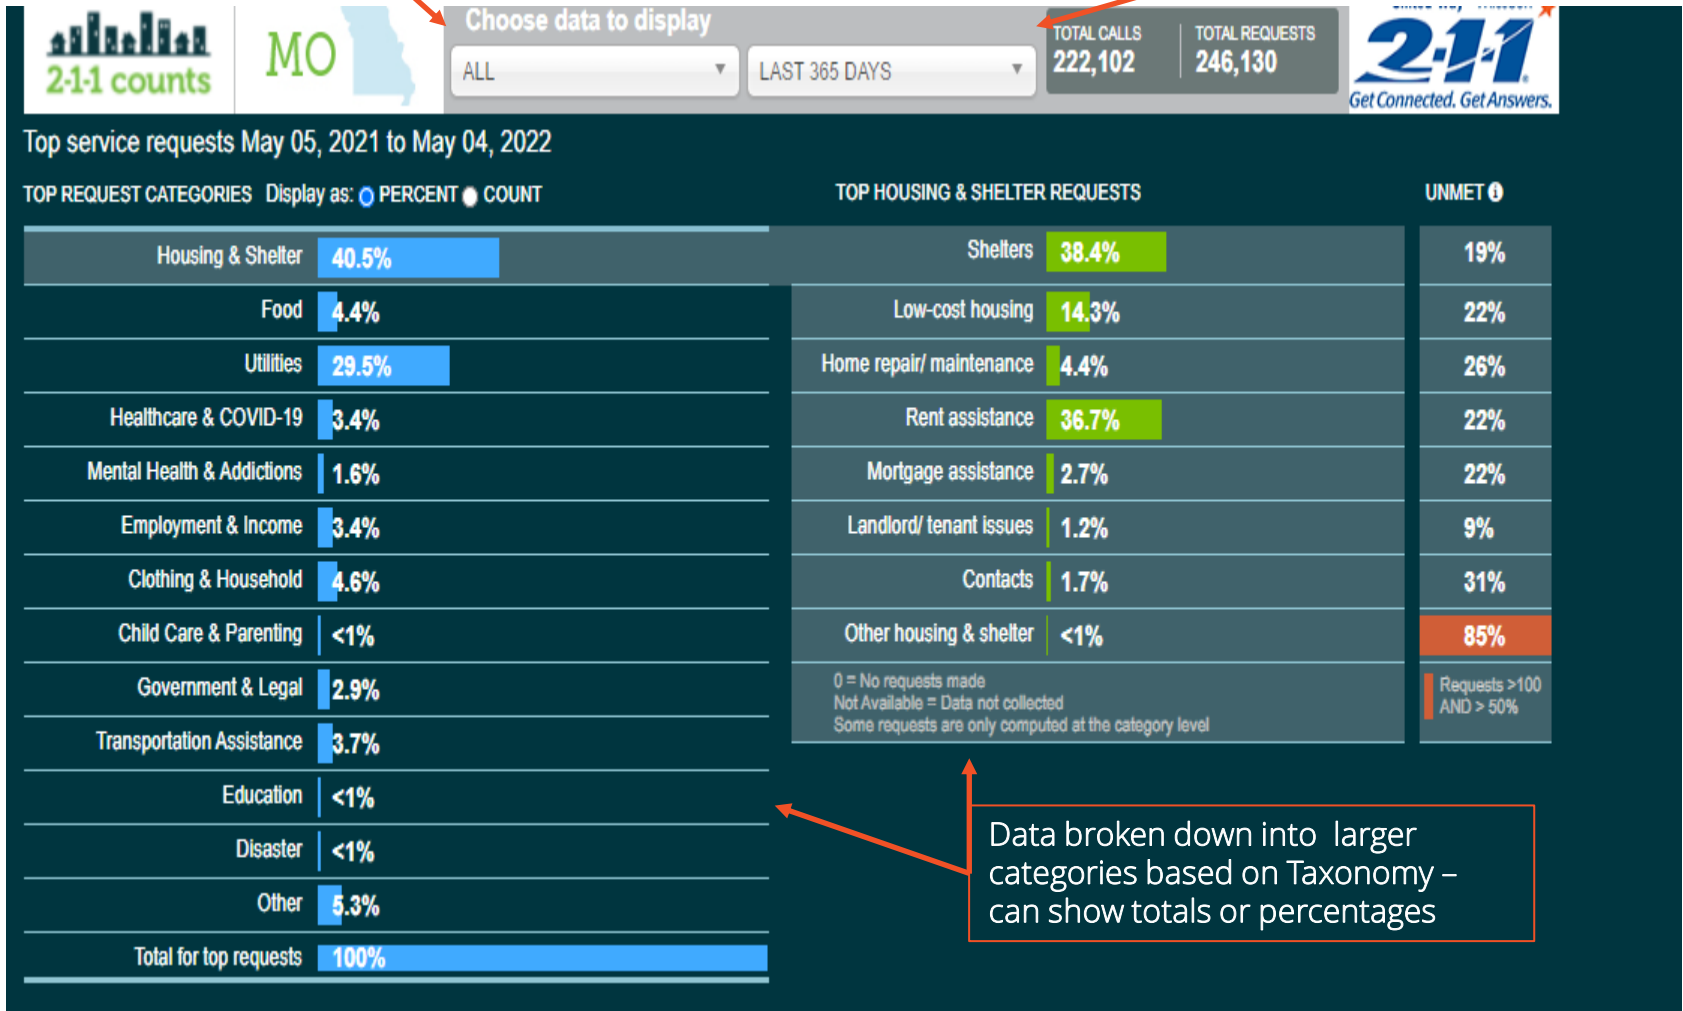 2-1-1 counts
MO
Choose data to display
ALL
LAST 365 DAYS
TOTAL CALLS
222,102
TOTAL REQUESTS
246,130
2-1-1
Get Connected. Get Answers.
Top service requests May 05, 2021 to May 04, 2022
TOP REQUEST CATEGORIES Display as: PERCENT COUNT
Housing & Shelter 40.5%
Food 4.4%
Utilities 29.5%
Healthcare & COVID-19 3.4%
Mental Health & Addictions 1.6%
Employment & Income 3.4%
Clothing & Household 4.6%
Child Care & Parenting <1%
Government & Legal 2.9%
Transportation Assistance 3.7%
Education <1%
Disaster <1%
Other 5.3%
Total for top requests 100%
TOP HOUSING & SHELTER REQUESTS UNMET
Shelters 38.4% 19%
Low-cost housing 14.3% 22%
Home repair/ maintenance 4.4% 26%
Rent assistance 36.7% 22%
Mortgage assistance 2.7% 22%
Landlord/ tenant issues 1.2% 9%
Contacts 1.7% 31%
Other housing & shelter <1% 85%
0 = No requests made
Not Available = Data not collected
Some requests are only computed at the category level
Requests >100
AND > 50%
Data broken down into larger
categories based on Taxonomy –
can show totals or percentages